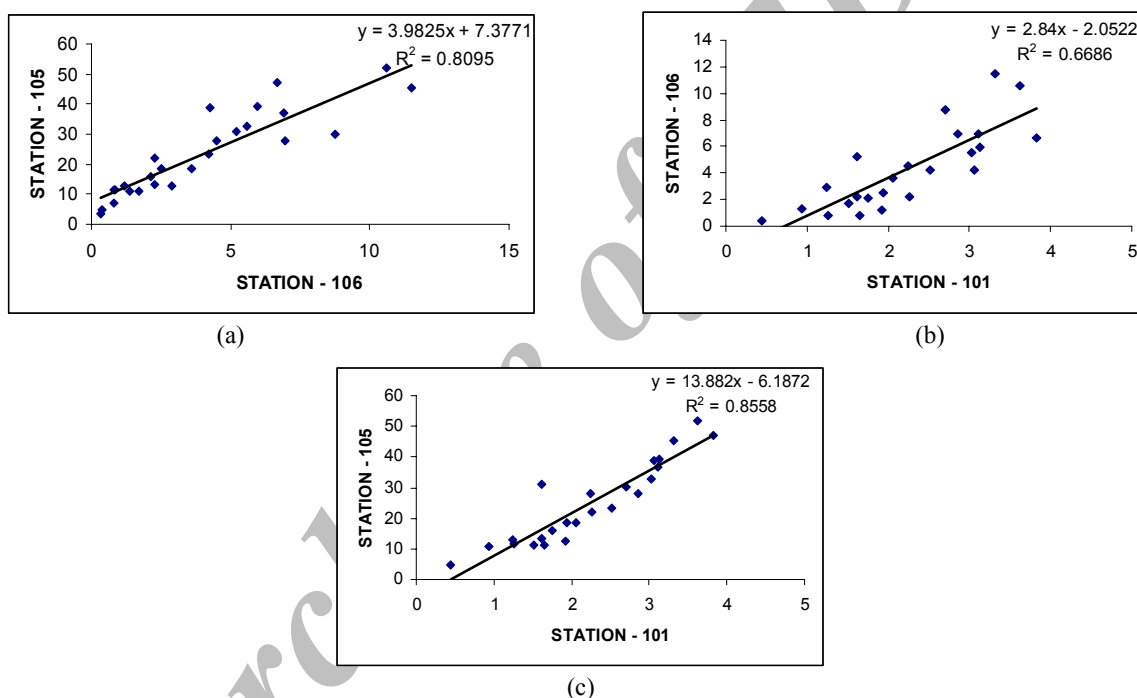 y = 3.9825x + 7.3771
R² = 0.8095
60
50
40
30
20
10
0
0 5 10 15
STATION - 105
STATION - 106
(a)
y = 2.84x - 2.0522
R² = 0.6686
14
12
10
8
6
4
2
0
0 1 2 3 4 5
STATION - 106
STATION - 101
(b)
y = 13.882x - 6.1872
R² = 0.8558
60
50
40
30
20
10
0
0 1 2 3 4 5
STATION - 105
STATION - 101
(c)
of